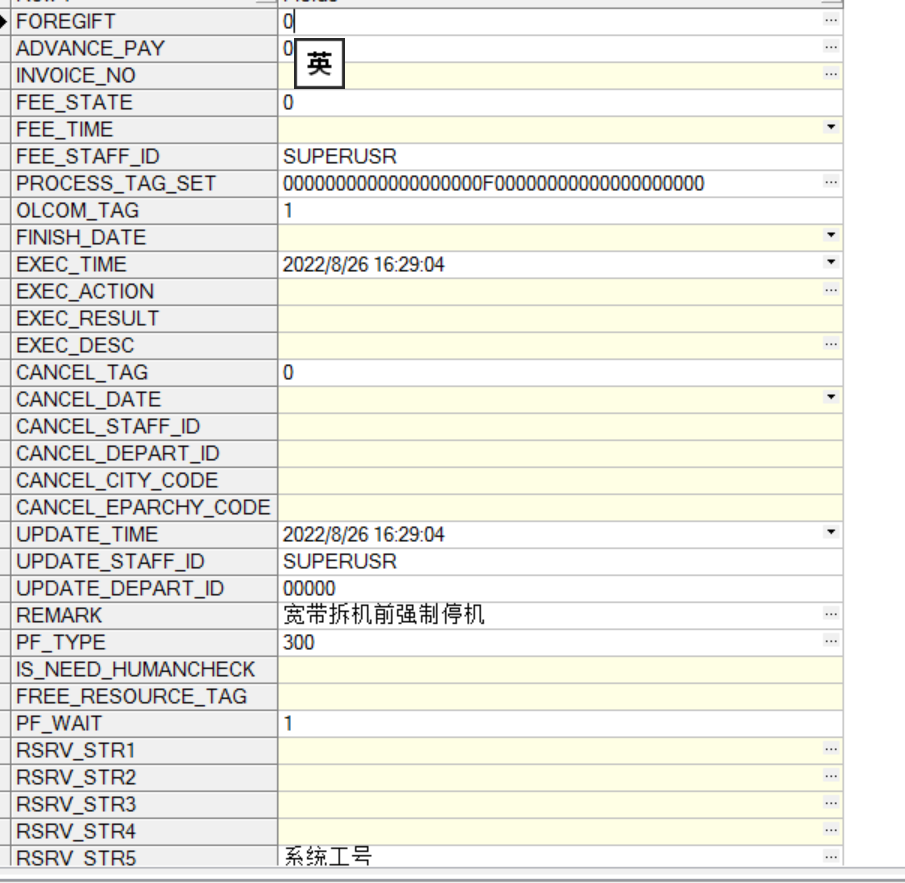 FOREGIFT 0
ADVANCE_PAY 0
英
INVOICE_NO
FEE_STATE 0
FEE_TIME
FEE_STAFF_ID SUPERUSR
PROCESS_TAG_SET 0000000000000000000F00000000000000000000
OLCOM_TAG 1
FINISH_DATE
EXEC_TIME 2022/8/26 16:29:04
EXEC_ACTION
EXEC_RESULT
EXEC_DESC
CANCEL_TAG 0
CANCEL_DATE
CANCEL_STAFF_ID
CANCEL_DEPART_ID
CANCEL_CITY_CODE
CANCEL_EPARCHY_CODE
UPDATE_TIME 2022/8/26 16:29:04
UPDATE_STAFF_ID SUPERUSR
UPDATE_DEPART_ID 00000
REMARK 宽带拆机前强制停机
PF_TYPE 300
IS_NEED_HUMANCHECK
FREE_RESOURCE_TAG
PF_WAIT 1
RSRV_STR1
RSRV_STR2
RSRV_STR3
RSRV_STR4
RSRV_STR5 系统工号